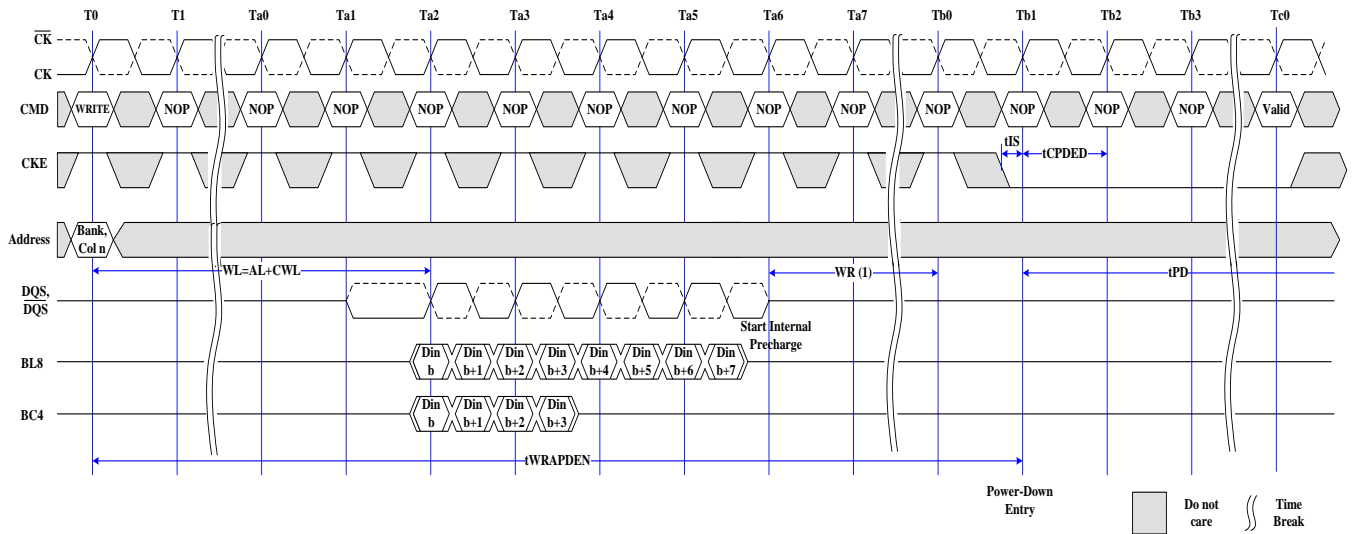 T0 T1 Ta0 Ta1 Ta2 Ta3 Ta4 Ta5 Ta6 Ta7 Tb0 Tb1 Tb2 Tb3 Tc0
CK
CK
CMD WRITE NOP NOP NOP NOP NOP NOP NOP NOP NOP NOP NOP NOP NOP Valid
tIS
CKE tCPDED
Address Bank,
Col n
WL=AL+CWL WR (1) tPD
DQS,
DQS
Start Internal
Precharge
BL8 Din Din Din Din Din Din Din Din
b b+1 b+2 b+3 b+4 b+5 b+6 b+7
BC4 Din Din Din Din
b b+1 b+2 b+3
tWRAPDEN
Power-Down
Entry
Do not
care
Time
Break